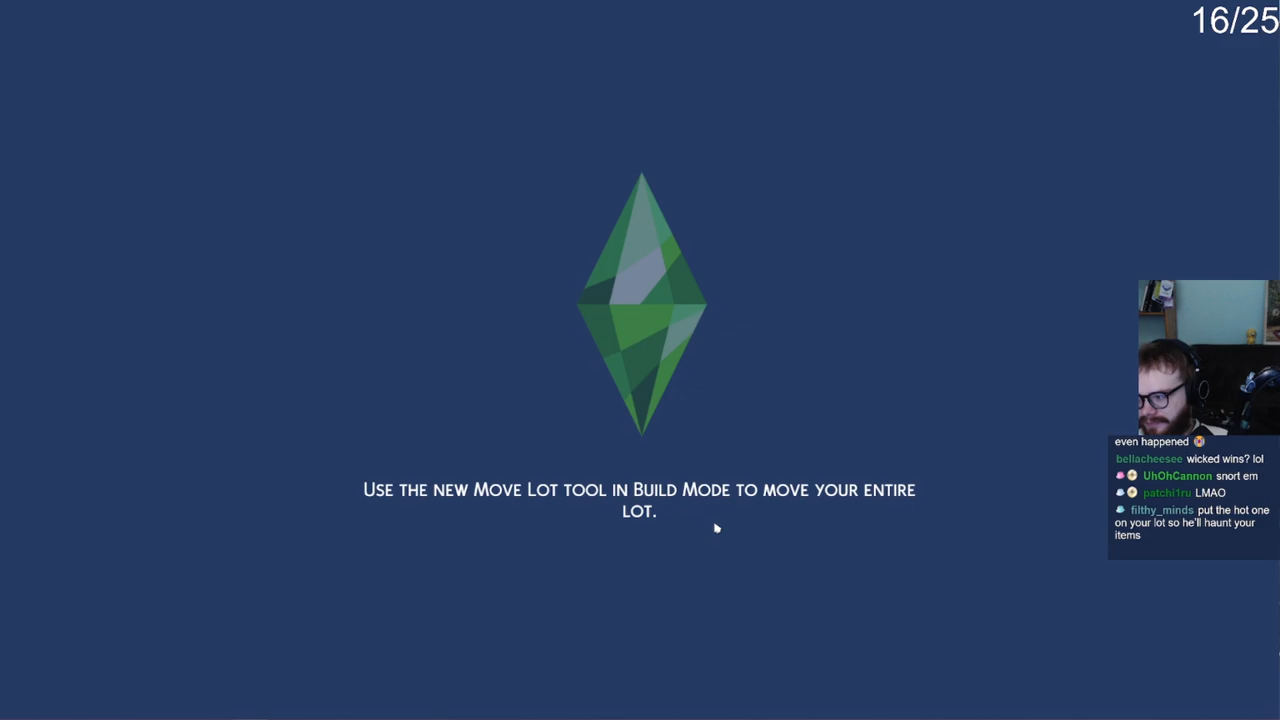 16/25
USE THE NEW MOVE LOT TOOL IN BUILD MODE TO MOVE YOUR ENTIRE
LOT.
even happened
bellacheesee wicked wins? lol
UhOhCannon snort em
patchi1ru LMAO
filthy_minds put the hot one
on your lot so he'll haunt your
items